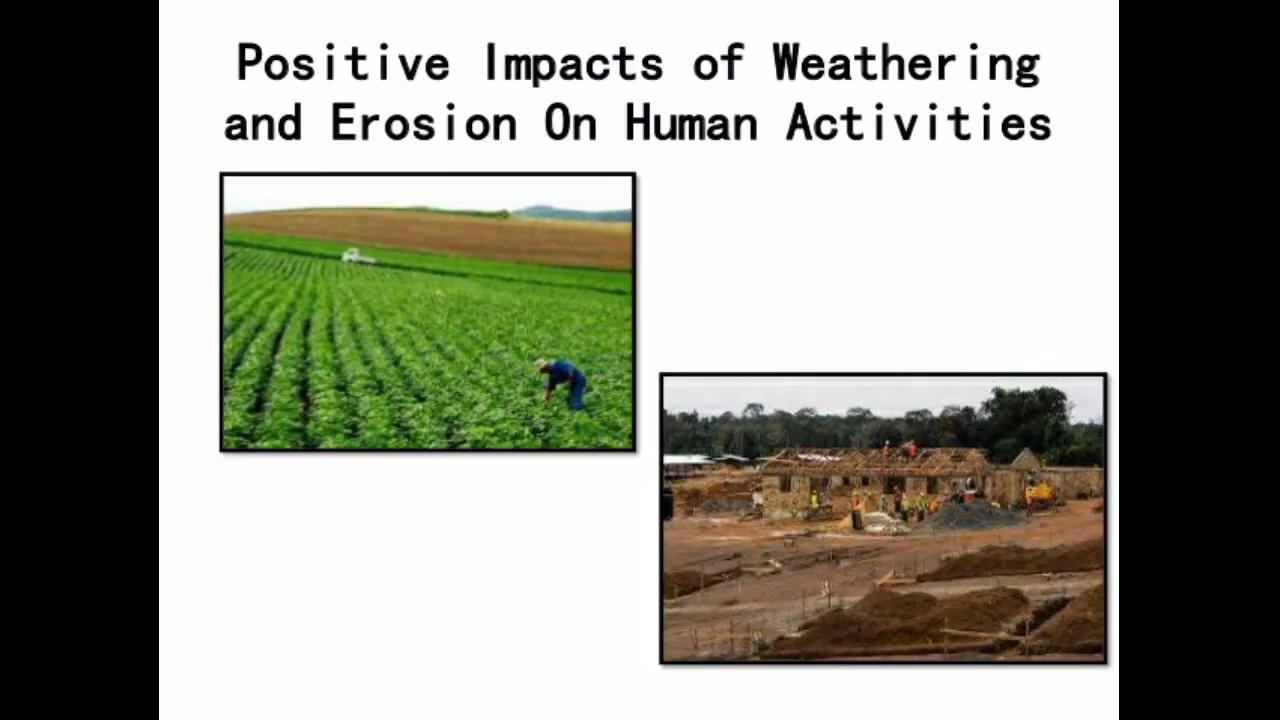 Positive Impacts of Weathering
and Erosion On Human Activities